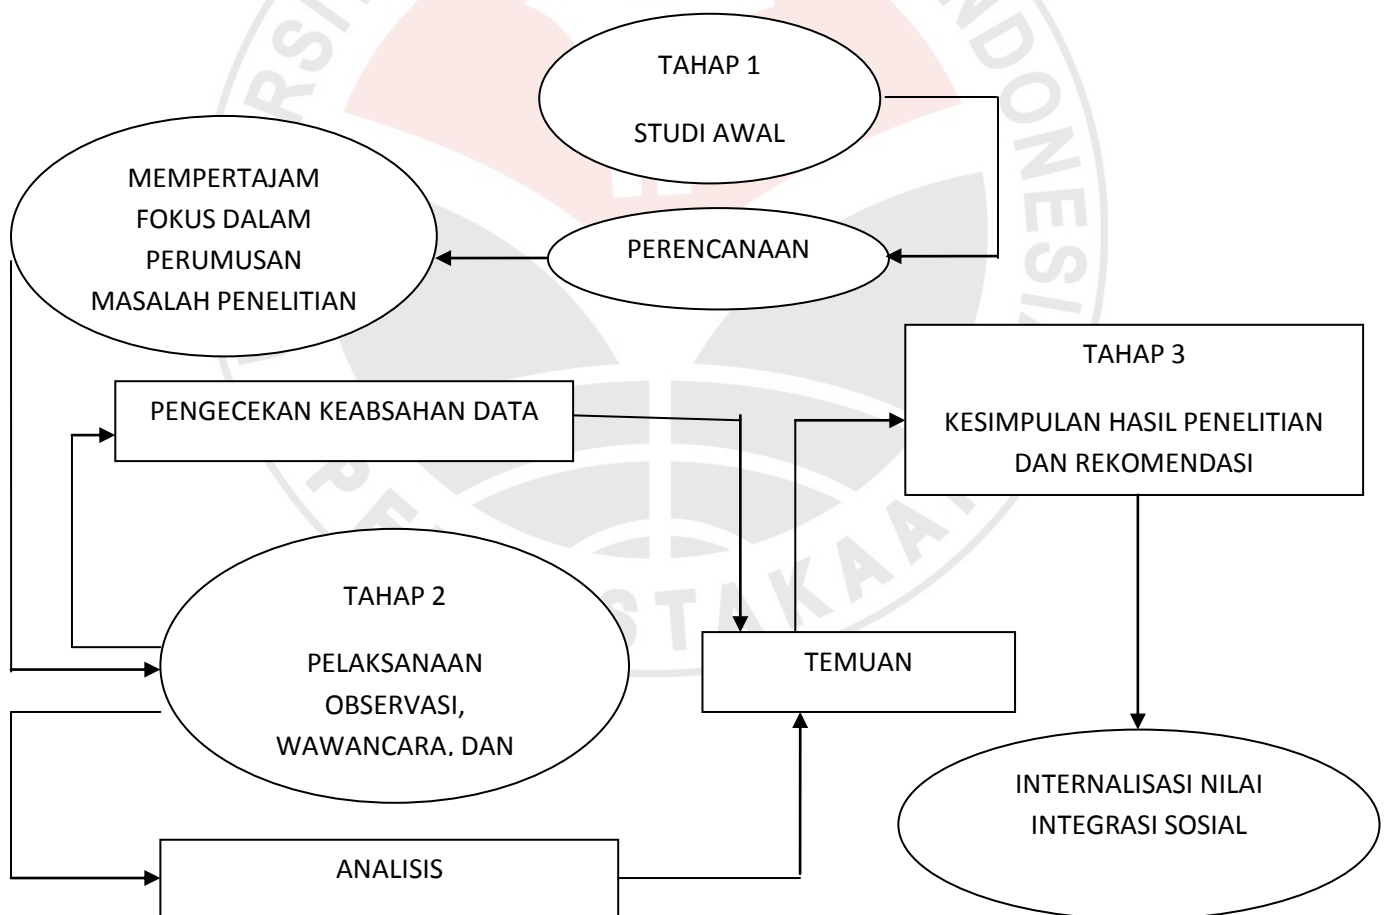 TAHAP 1
STUDI AWAL
PERENCANAAN
MEMPERTAJAM
FOKUS DALAM
PERUMUSAN
MASALAH PENELITIAN
PENGECEKAN KEABSAHAN DATA
TAHAP 2
PELAKSANAAN
OBSERVASI,
WAWANCARA, DAN
ANALISIS
TEMUAN
TAHAP 3
KESIMPULAN HASIL PENELITIAN
DAN REKOMENDASI
INTERNALISASI NILAI
INTEGRASI SOSIAL